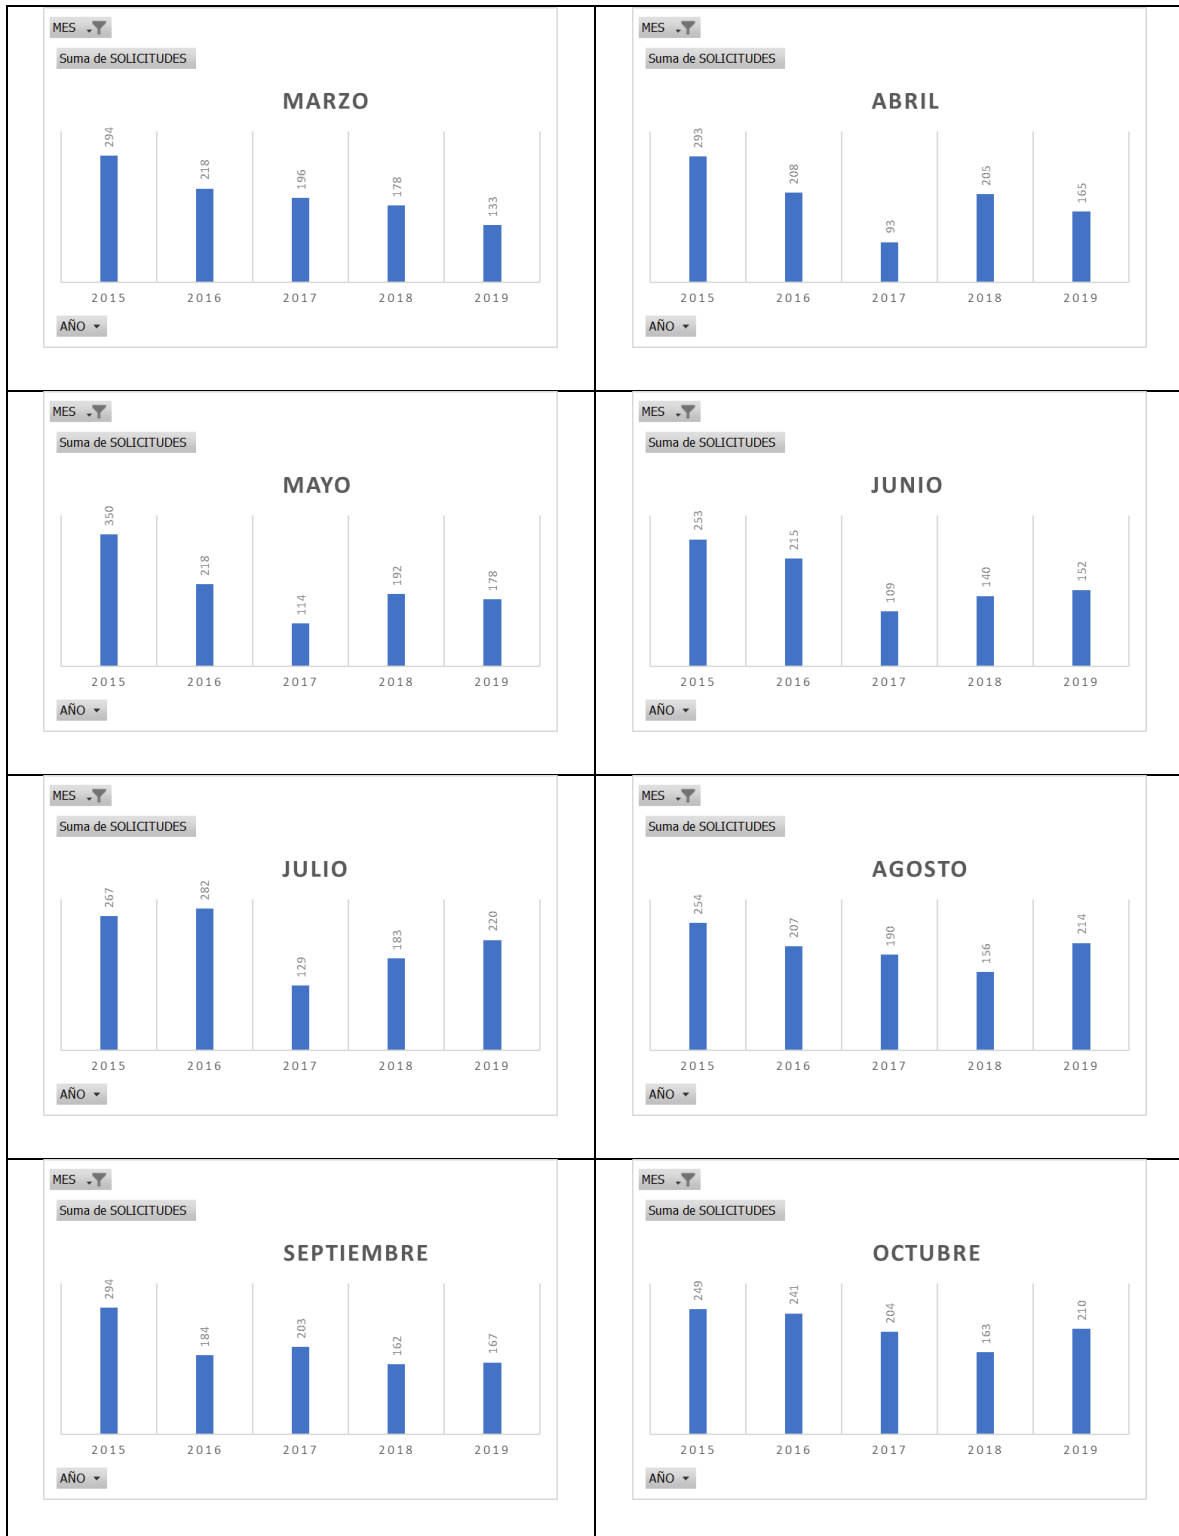 MES
Suma de SOLICITUDES
MARZO
294
218
196
178
133
2015 2016 2017 2018 2019
AÑO
MES
Suma de SOLICITUDES
ABRIL
293
208
93
205
165
2015 2016 2017 2018 2019
AÑO
MES
Suma de SOLICITUDES
MAYO
350
218
114
192
178
2015 2016 2017 2018 2019
AÑO
MES
Suma de SOLICITUDES
JUNIO
253
215
109
140
152
2015 2016 2017 2018 2019
AÑO
MES
Suma de SOLICITUDES
JULIO
267
282
129
183
220
2015 2016 2017 2018 2019
AÑO
MES
Suma de SOLICITUDES
AGOSTO
254
207
190
156
214
2015 2016 2017 2018 2019
AÑO
MES
Suma de SOLICITUDES
SEPTIEMBRE
294
184
203
162
167
2015 2016 2017 2018 2019
AÑO
MES
Suma de SOLICITUDES
OCTUBRE
249
241
204
163
210
2015 2016 2017 2018 2019
AÑO